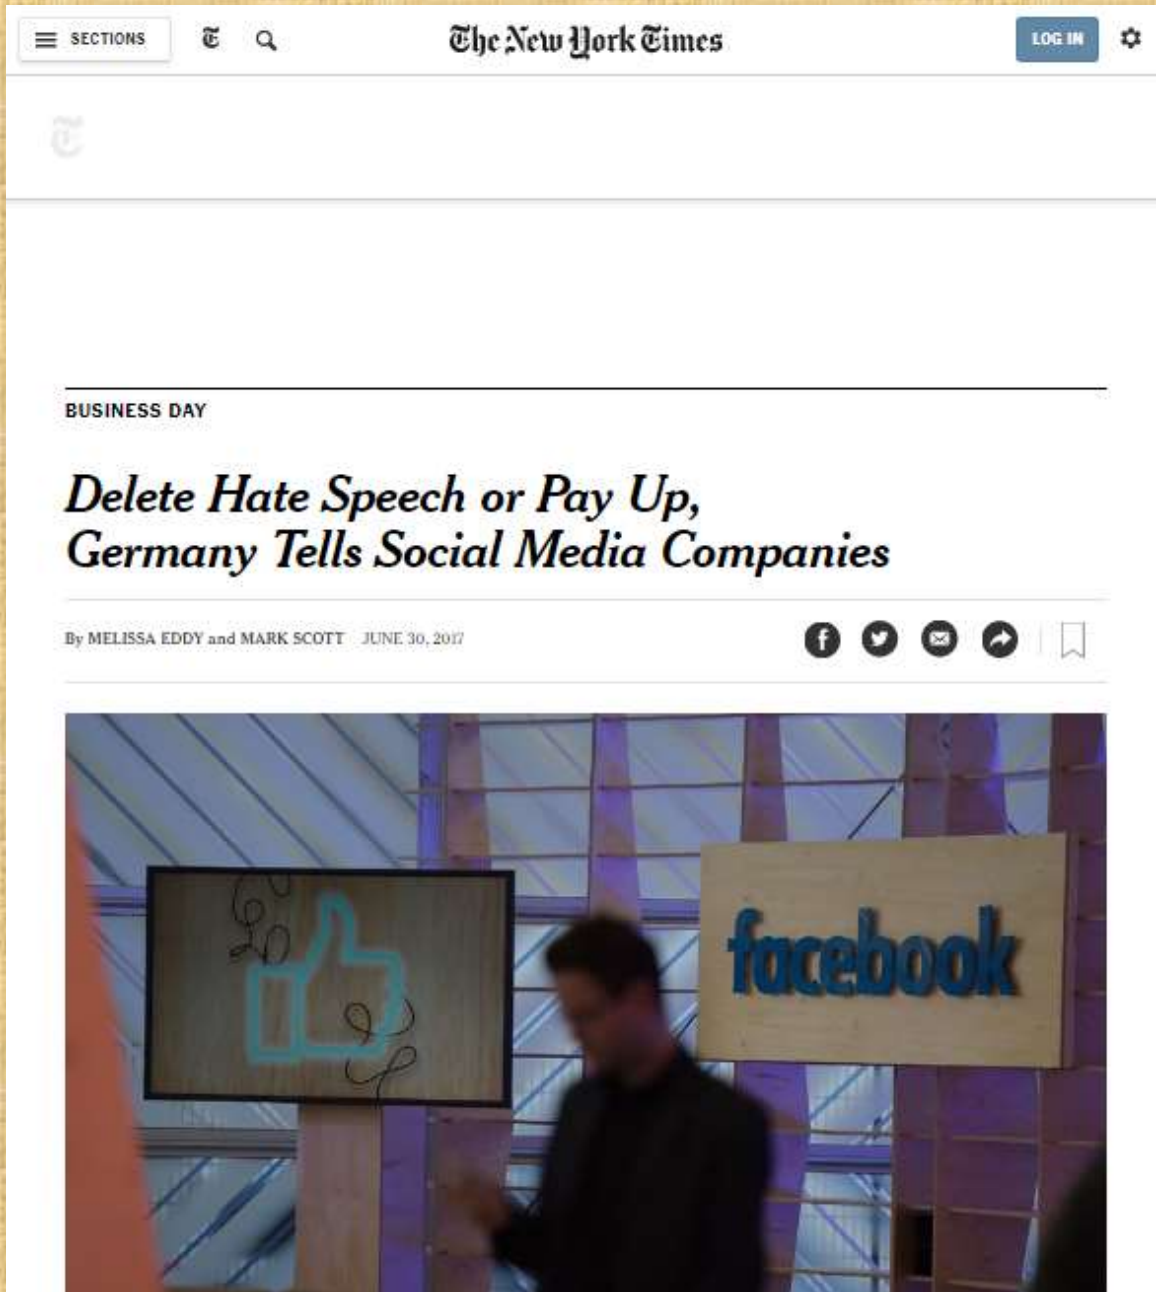 SECTIONS
The New York Times
LOG IN
BUSINESS DAY
Delete Hate Speech or Pay Up,
Germany Tells Social Media Companies
By MELISSA EDDY and MARK SCOTT JUNE 30, 2017
facebook